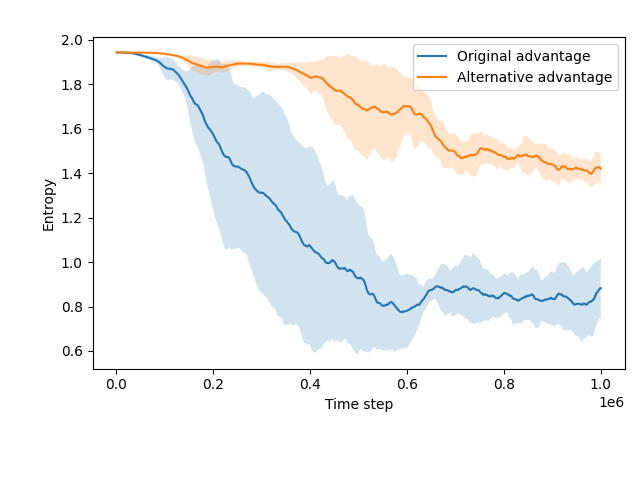 2.0
1.8
1.6
1.4
1.2
1.0
0.8
0.6
Entropy
Original advantage
Alternative advantage
0.0 0.2 0.4 0.6 0.8 1.0
1e6
Time step